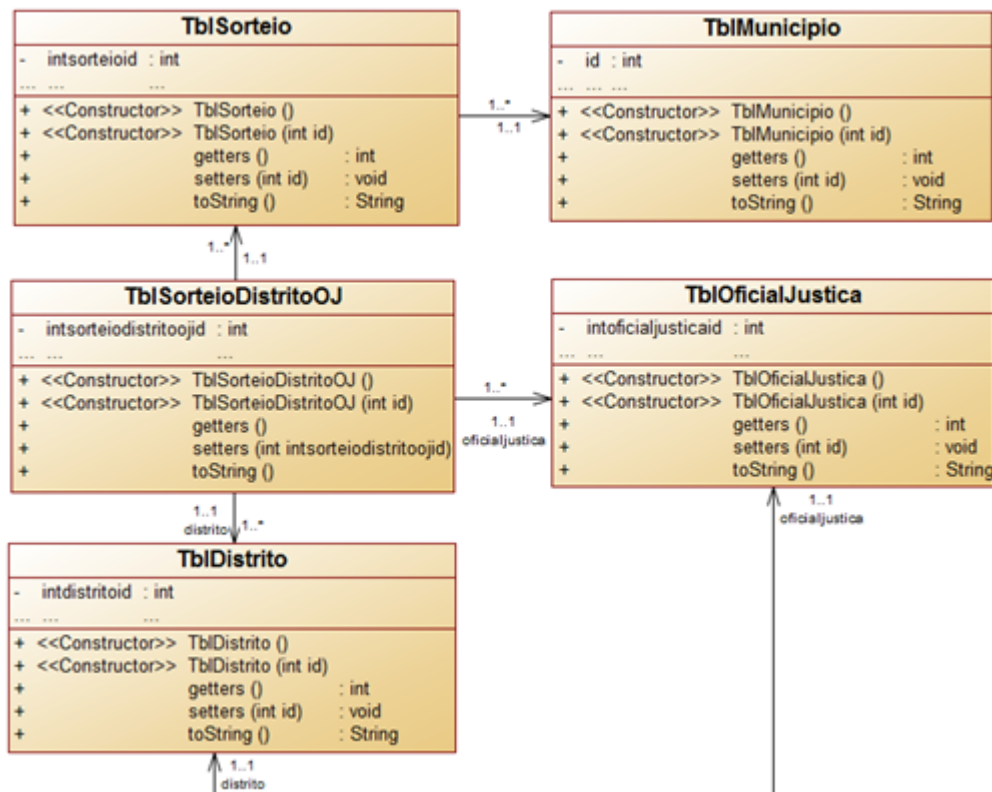 TblSorteio
- intsorteioid : int
... ... ...
+ <<Constructor>> TblSorteio ()
+ <<Constructor>> TblSorteio (int id)
+ getters () : int
+ setters (int id) : void
+ toString () : String
1..*
1..1
TblMunicipio
- id : int
... ... ...
+ <<Constructor>> TblMunicipio ()
+ <<Constructor>> TblMunicipio (int id)
+ getters () : int
+ setters (int id) : void
+ toString () : String
1..*
1..1
TblSorteioDistritoOJ
- intsorteiodistritoojid : int
... ... ...
+ <<Constructor>> TblSorteioDistritoOJ ()
+ <<Constructor>> TblSorteioDistritoOJ (int id)
+ getters ()
+ setters (int intsorteiodistritoojid)
+ toString ()
1..*
1..1
oficialjustica
TblOficialJustica
- intoficialjusticaid : int
... ... ...
+ <<Constructor>> TblOficialJustica ()
+ <<Constructor>> TblOficialJustica (int id)
+ getters () : int
+ setters (int id) : void
+ toString () : String
1..1
oficialjustica
1..1
distrito
1..*
TblDistrito
- intdistritoid : int
... ... ...
+ <<Constructor>> TblDistrito ()
+ <<Constructor>> TblDistrito (int id)
+ getters () : int
+ setters (int id) : void
+ toString () : String
1..1
distrito